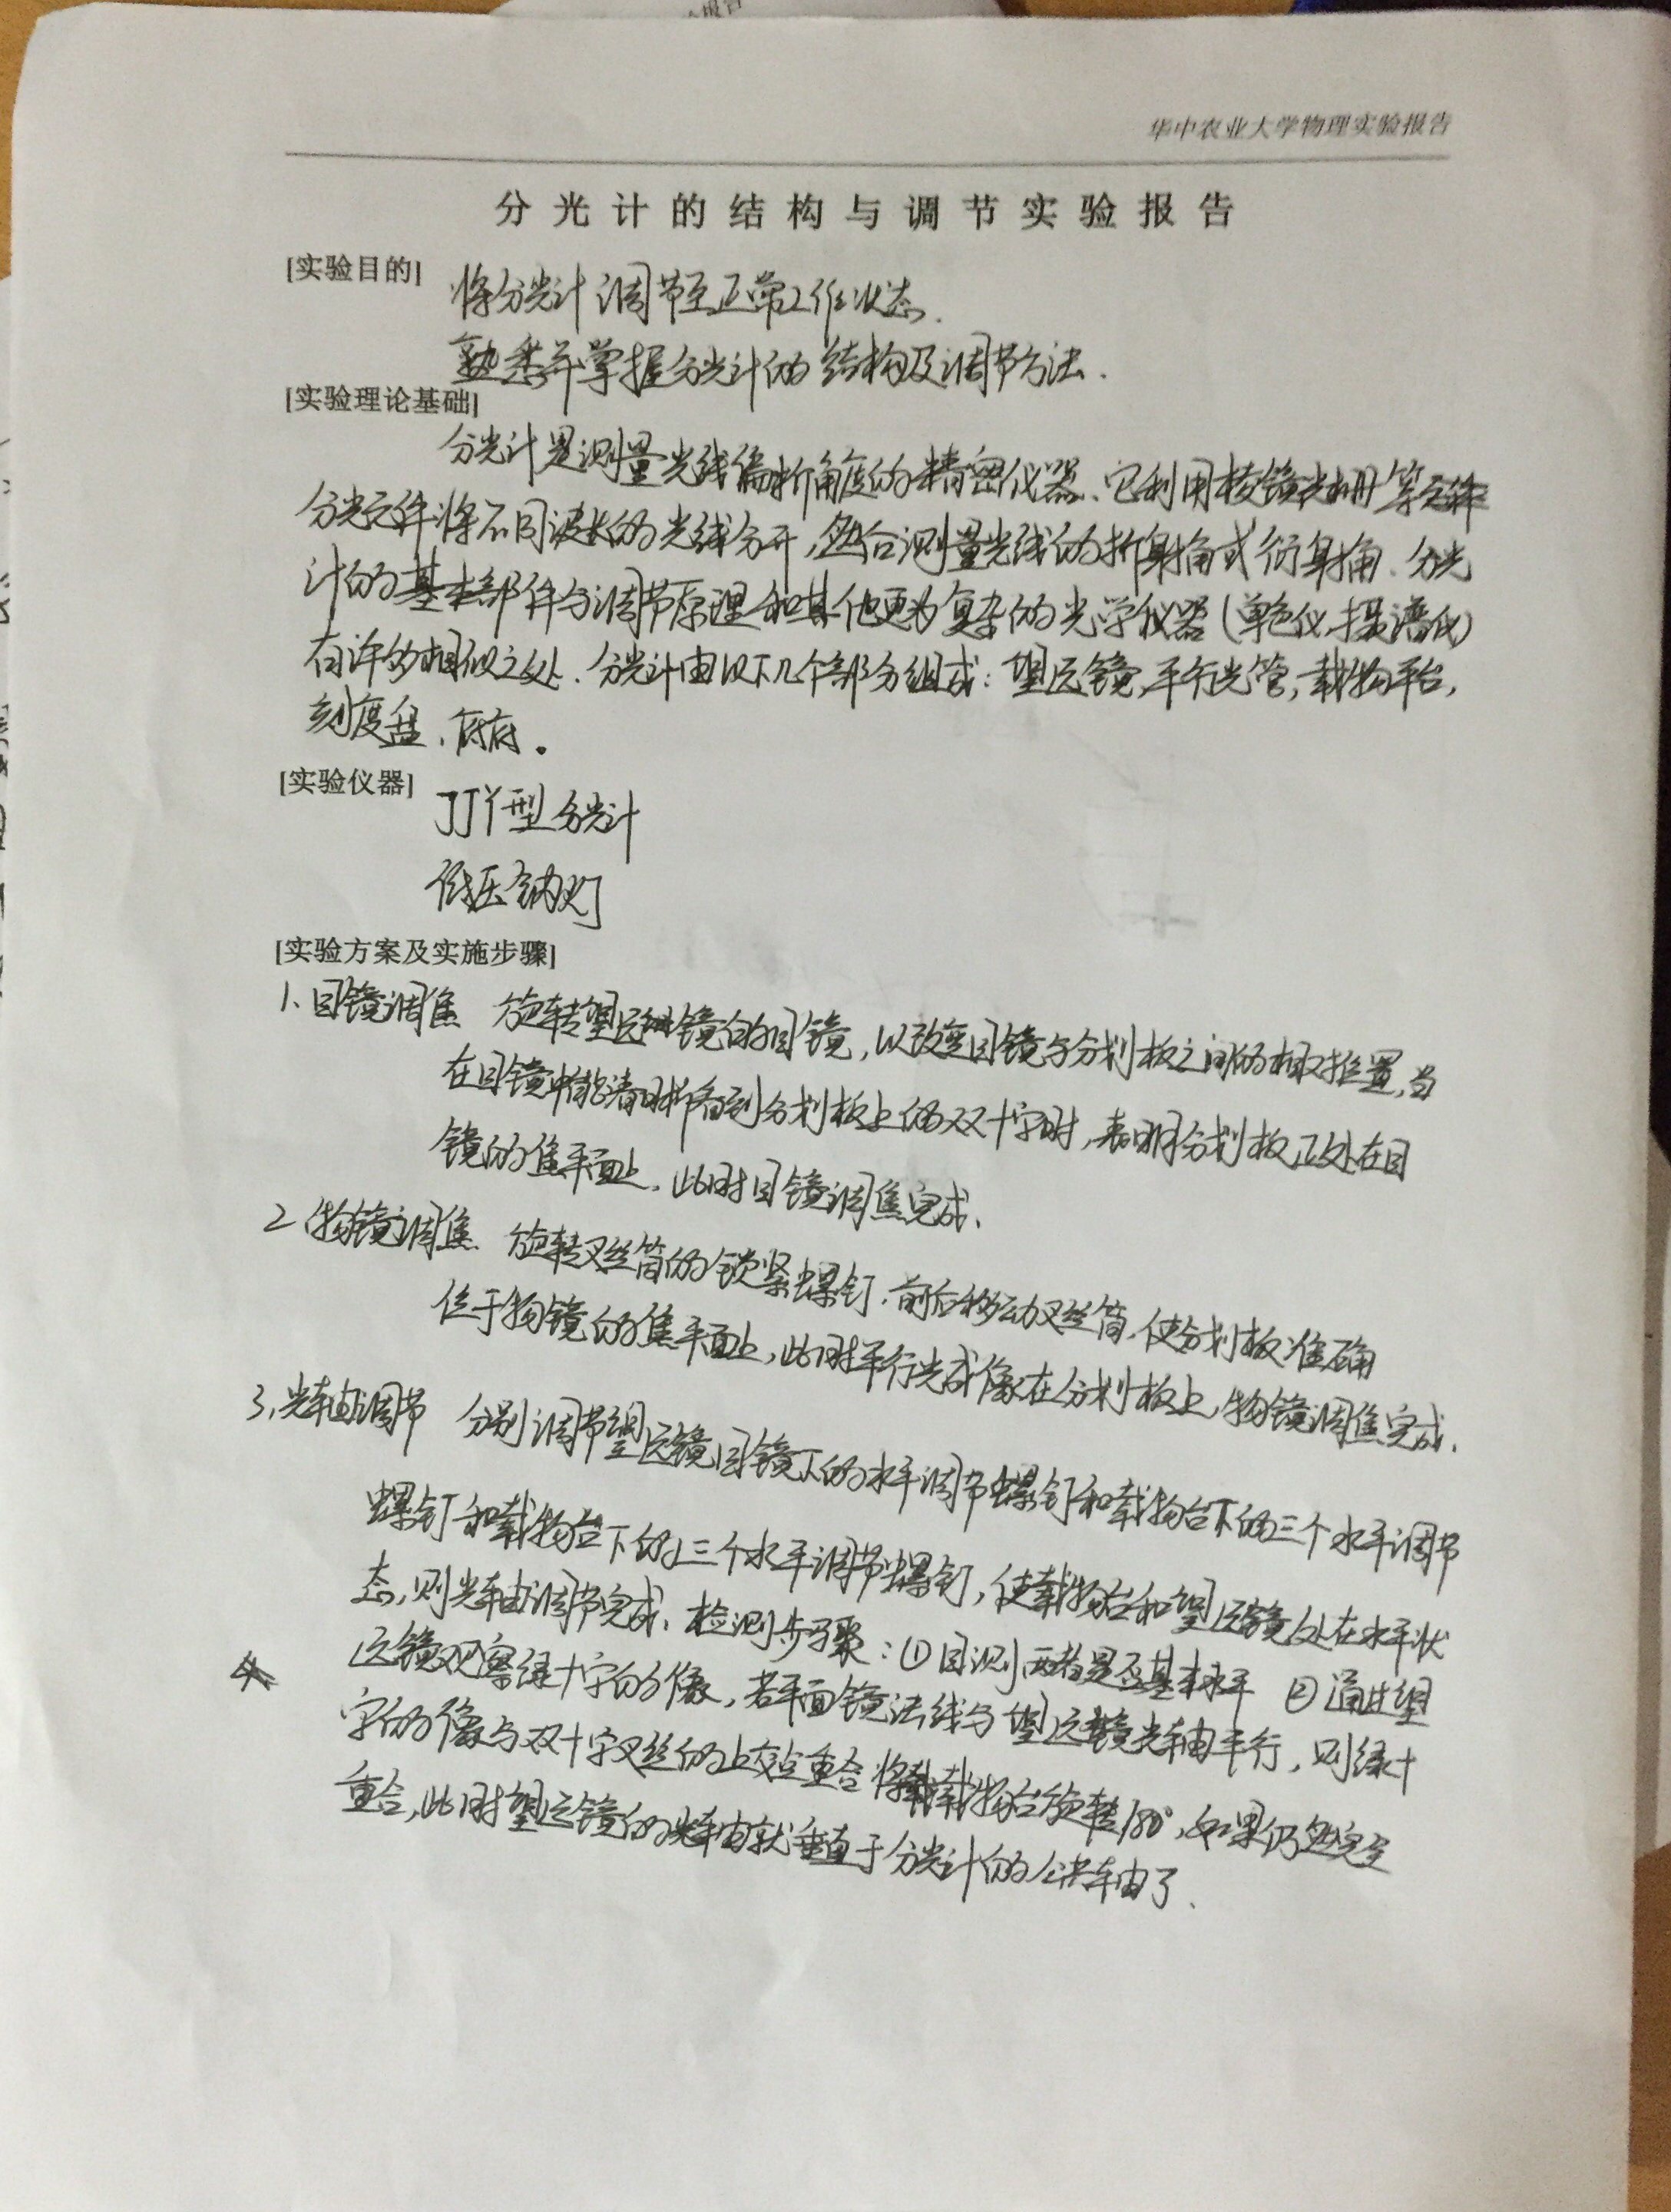 华中农业大学物理实验报告
分光计的结构与调节实验报告
[实验目的]
将分光计调节至正常工作状态.
熟悉并掌握分光计的结构及调节方法.
[实验理论基础]
分光计是测量光线偏折角度的精密仪器、它利用棱镜光栅等
分光元件将不同波长的光线分开,然后测量光线的折射角或衍射角.分光
计的基本部件与调节原理和其他更为复杂的光学仪器(单色仪,摄谱仪)
有许多相似之处.分光计由以下几个部分组成:望远镜,平行光管,载物平台,
刻度盘、底座。
[实验仪器]
JJY型分光计
低压钠灯
[实验方案及实施步骤]
1、目镜调焦 旋转望远镜的目镜,以改变目镜与分划板之间的相对位置,当
在目镜中能清晰看到分划板上的双十字时,表明分划板正处在目
镜的焦平面上,此时目镜调焦完成、
2、物镜调焦 旋转叉丝筒的锁紧螺钉.前后移动叉丝筒,使分划板准确
位于物镜的焦平面上,此时平行光成像在分划板上,物镜调焦完成、
3、光轴调节 分别调节望远镜目镜下的水平调节螺钉和载物台下的三个水平调节
螺钉和载物台下的三个水平调节螺钉,使载物台和望远镜处在水平状
态,则光轴调节完成、检测步骤:①目测两者是否基本水平 ②通过望
远镜观察绿十字的像,若平面镜法线与望远镜光轴平行,则绿十
字的像与双十字叉丝的上交点重合 将载物台旋转180°,如果仍然完全
重合,此时望远镜的光轴就垂直于分光计的公共轴了、